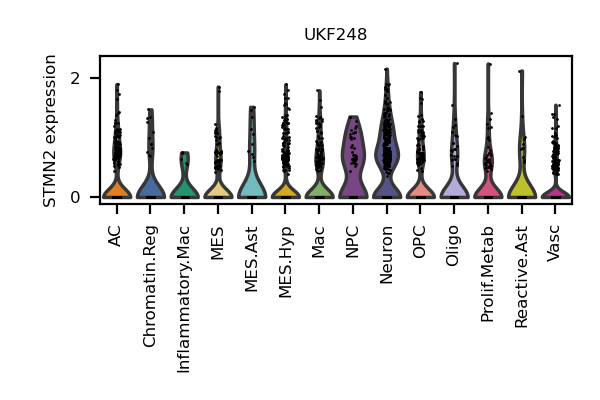 UKF248
STMN2 expression
2
0
AC
Chromatin.Reg
Inflammatory.Mac
MES
MES.Ast
MES.Hyp
Mac
NPC
Neuron
OPC
Oligo
Prolif.Metab
Reactive.Ast
Vasc